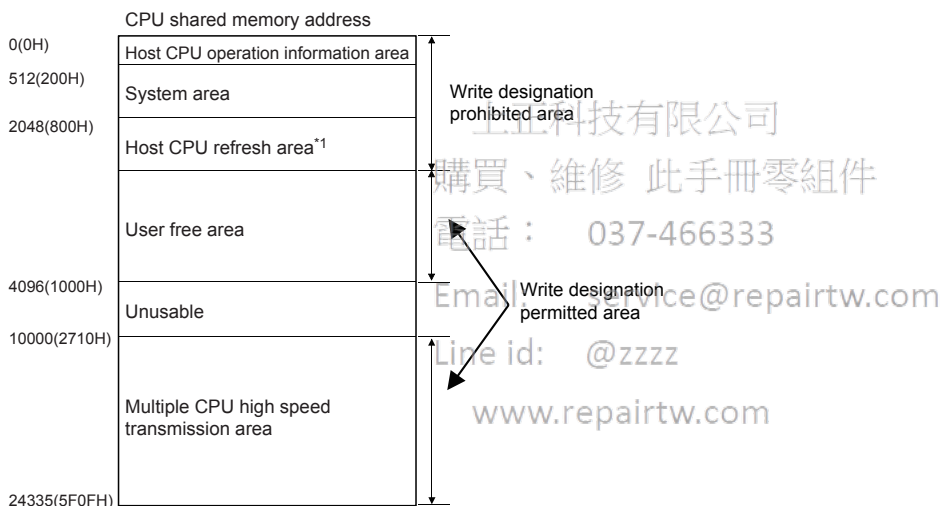 CPU shared memory address
0(0H)
Host CPU operation information area
512(200H)
System area
2048(800H)
Host CPU refresh area*1
User free area
4096(1000H)
Unusable
10000(2710H)
Multiple CPU high speed
transmission area
24335(5F0FH)
Write designation
prohibited area
Write designation
permitted area
上正科技有限公司
購買、維修 此手冊零組件
電話： 037-466333
Email: service@repairtw.com
Line id: @zzzz
www.repairtw.com